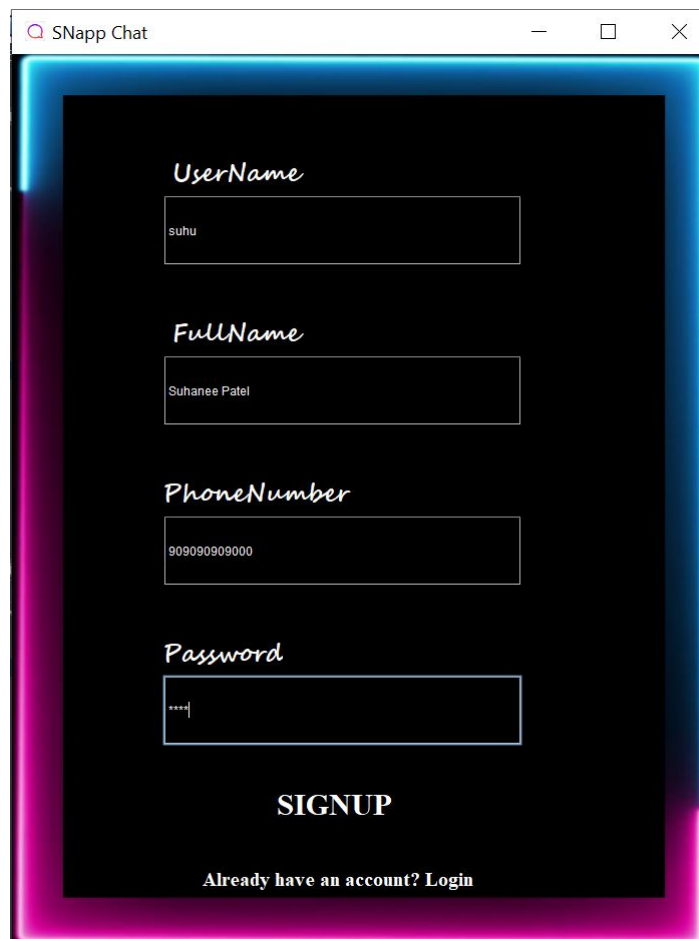 SNapp Chat
UserName
suhu
FullName
Suhanee Patel
PhoneNumber
909090909000
Password
****
SIGNUP
Already have an account? Login